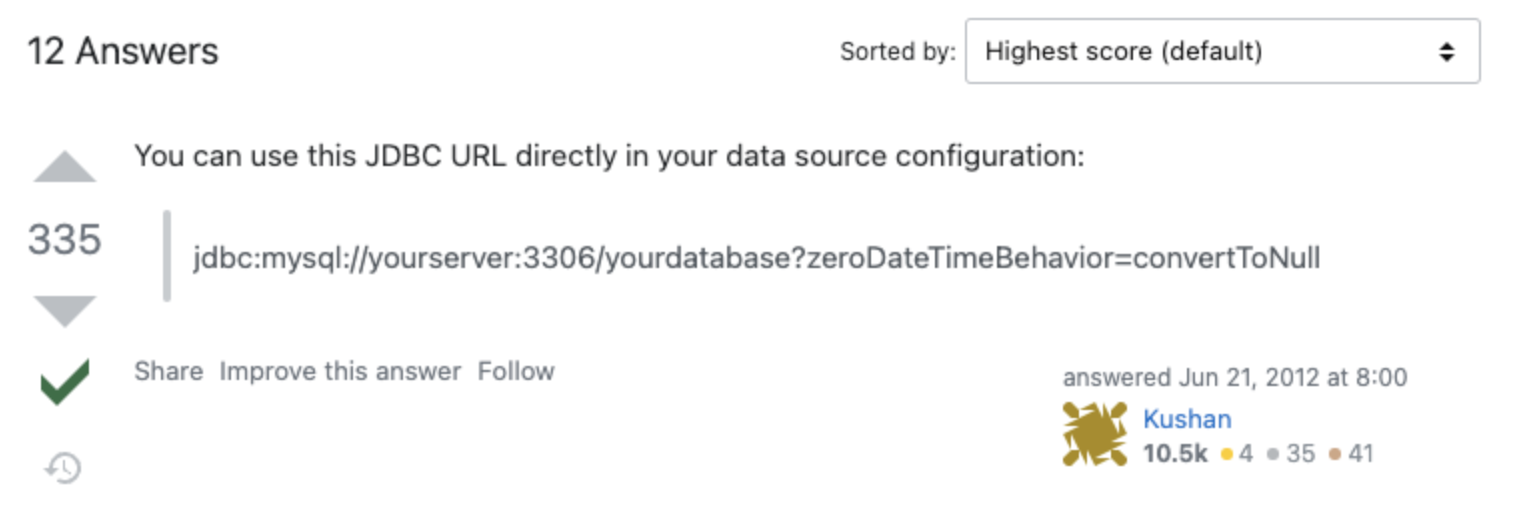 12 Answers
Sorted by: Highest score (default)
You can use this JDBC URL directly in your data source configuration:
335
jdbc:mysql://yourserver:3306/yourdatabase?zeroDateTimeBehavior=convertToNull
Share Improve this answer Follow
answered Jun 21, 2012 at 8:00
Kushan
10.5k 4 35 41